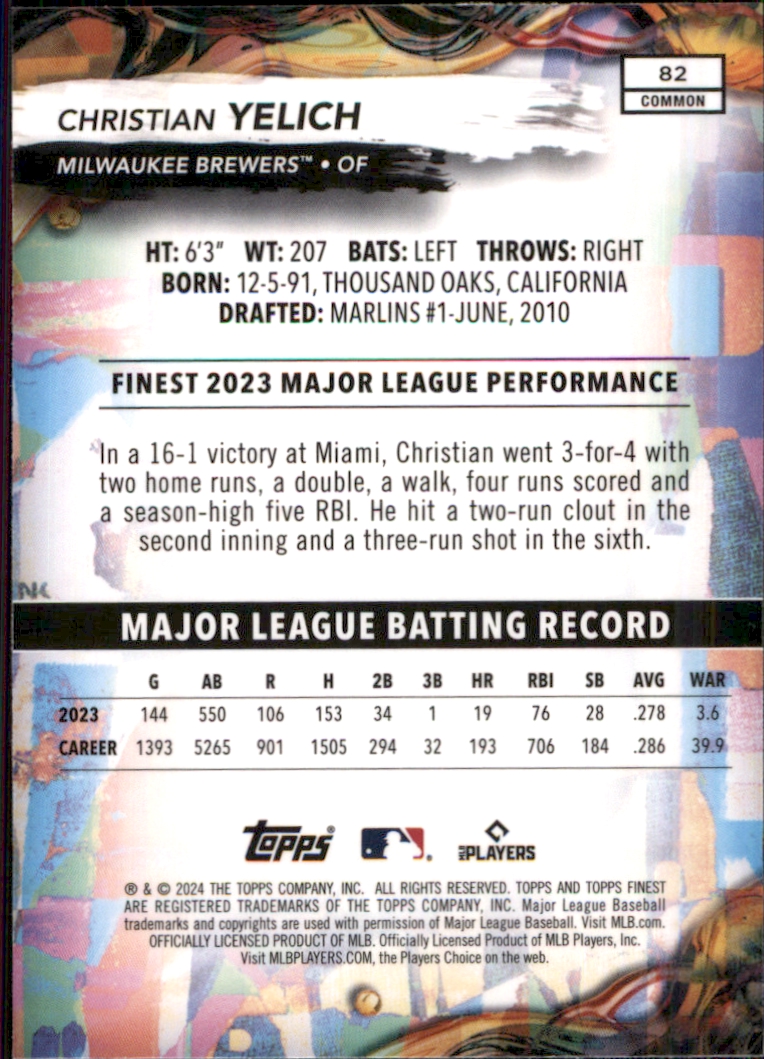 82
COMMON
CHRISTIAN YELICH
MILWAUKEE BREWERS™ • OF
HT: 6'3" WT: 207 BATS: LEFT THROWS: RIGHT
BORN: 12-5-91, THOUSAND OAKS, CALIFORNIA
DRAFTED: MARLINS #1-JUNE, 2010
FINEST 2023 MAJOR LEAGUE PERFORMANCE
In a 16-1 victory at Miami, Christian went 3-for-4 with
two home runs, a double, a walk, four runs scored and
a season-high five RBI. He hit a two-run clout in the
second inning and a three-run shot in the sixth.
NK
MAJOR LEAGUE BATTING RECORD
G AB R H 2B 3B HR RBI SB AVG WAR
2023 144 550 106 153 34 1 19 76 28 .278 3.6
CAREER 1393 5265 901 1505 294 32 193 706 184 .286 39.9
Topps® MLB PLAYERS
® & © 2024 THE TOPPS COMPANY, INC. ALL RIGHTS RESERVED. TOPPS AND TOPPS FINEST
ARE REGISTERED TRADEMARKS OF THE TOPPS COMPANY, INC. Major League Baseball
trademarks and copyrights are used with permission of Major League Baseball. Visit MLB.com.
OFFICIALLY LICENSED PRODUCT OF MLB. Officially Licensed Product of MLB Players, Inc.
Visit MLBPLAYERS.COM, the Players Choice on the web.